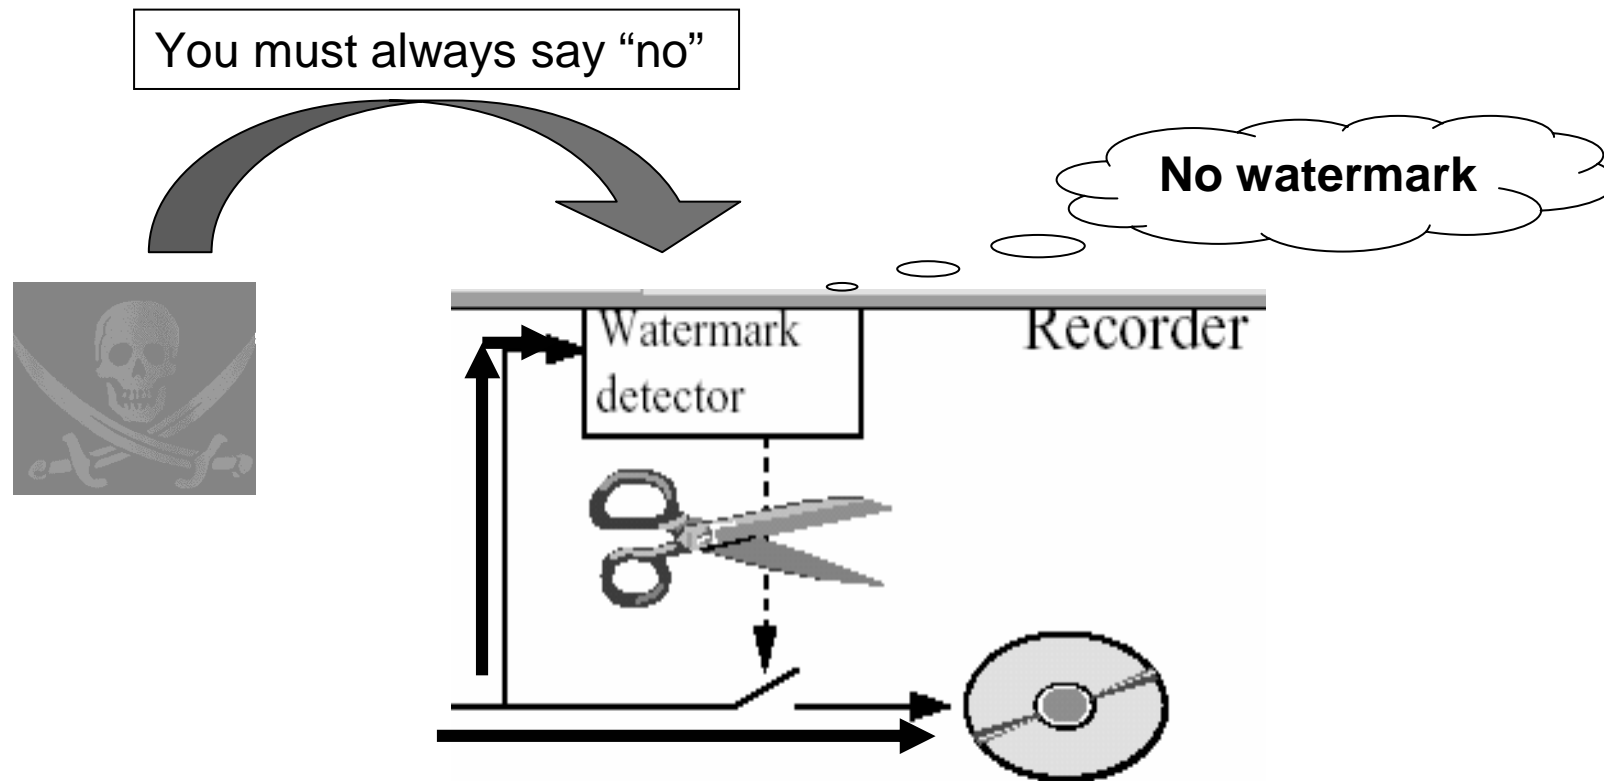 You must always say “no”
No watermark
Watermark
detector
Recorder